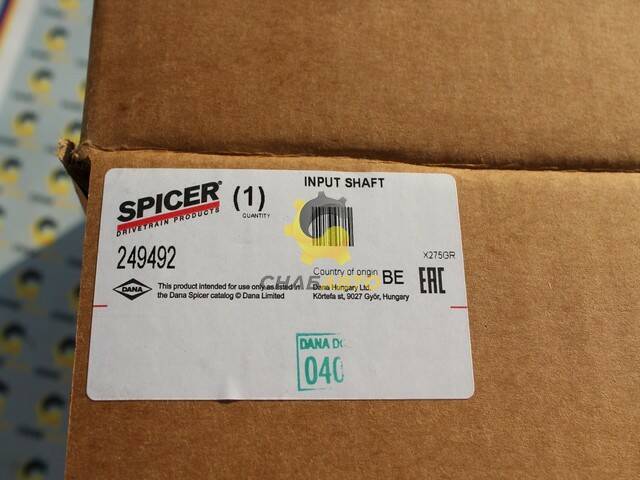 SPICER®
DRIVETRAIN PRODUCTS
(1)
QUANTITY
INPUT SHAFT
249492
X275GR
Country of origin BE
EAC
DANA
This product intended for use only as listed in
the Dana Spicer catalog © Dana Limited
Dana Hungary Ltd.
Körtefa st, 9027 Győr, Hungary
DANA
040